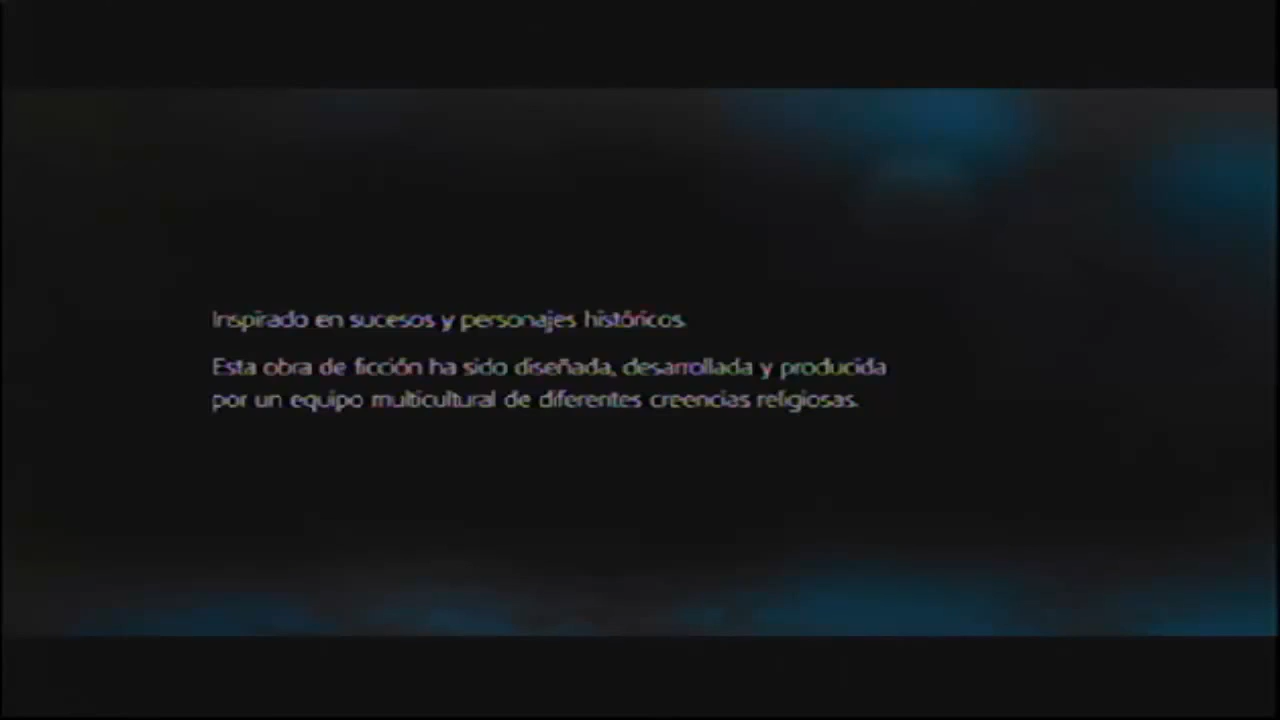 Inspirado en sucesos y personajes históricos.
Esta obra de ficción ha sido diseñada, desarrollada y producida
por un equipo multicultural de diferentes creencias religiosas.